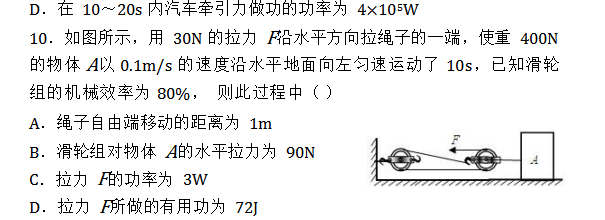 D．在 10～20s 内汽车牵引力做功的功率为 4×10⁵W
10．如图所示，用 30N 的拉力 F沿水平方向拉绳子的一端，使重 400N
的物体 A以 0.1m/s 的速度沿水平地面向左匀速运动了 10s，已知滑轮
组的机械效率为 80%， 则此过程中（）
A．绳子自由端移动的距离为 1m
B．滑轮组对物体 A的水平拉力为 90N
C．拉力 F的功率为 3W
D．拉力 F所做的有用功为 72J
F
A